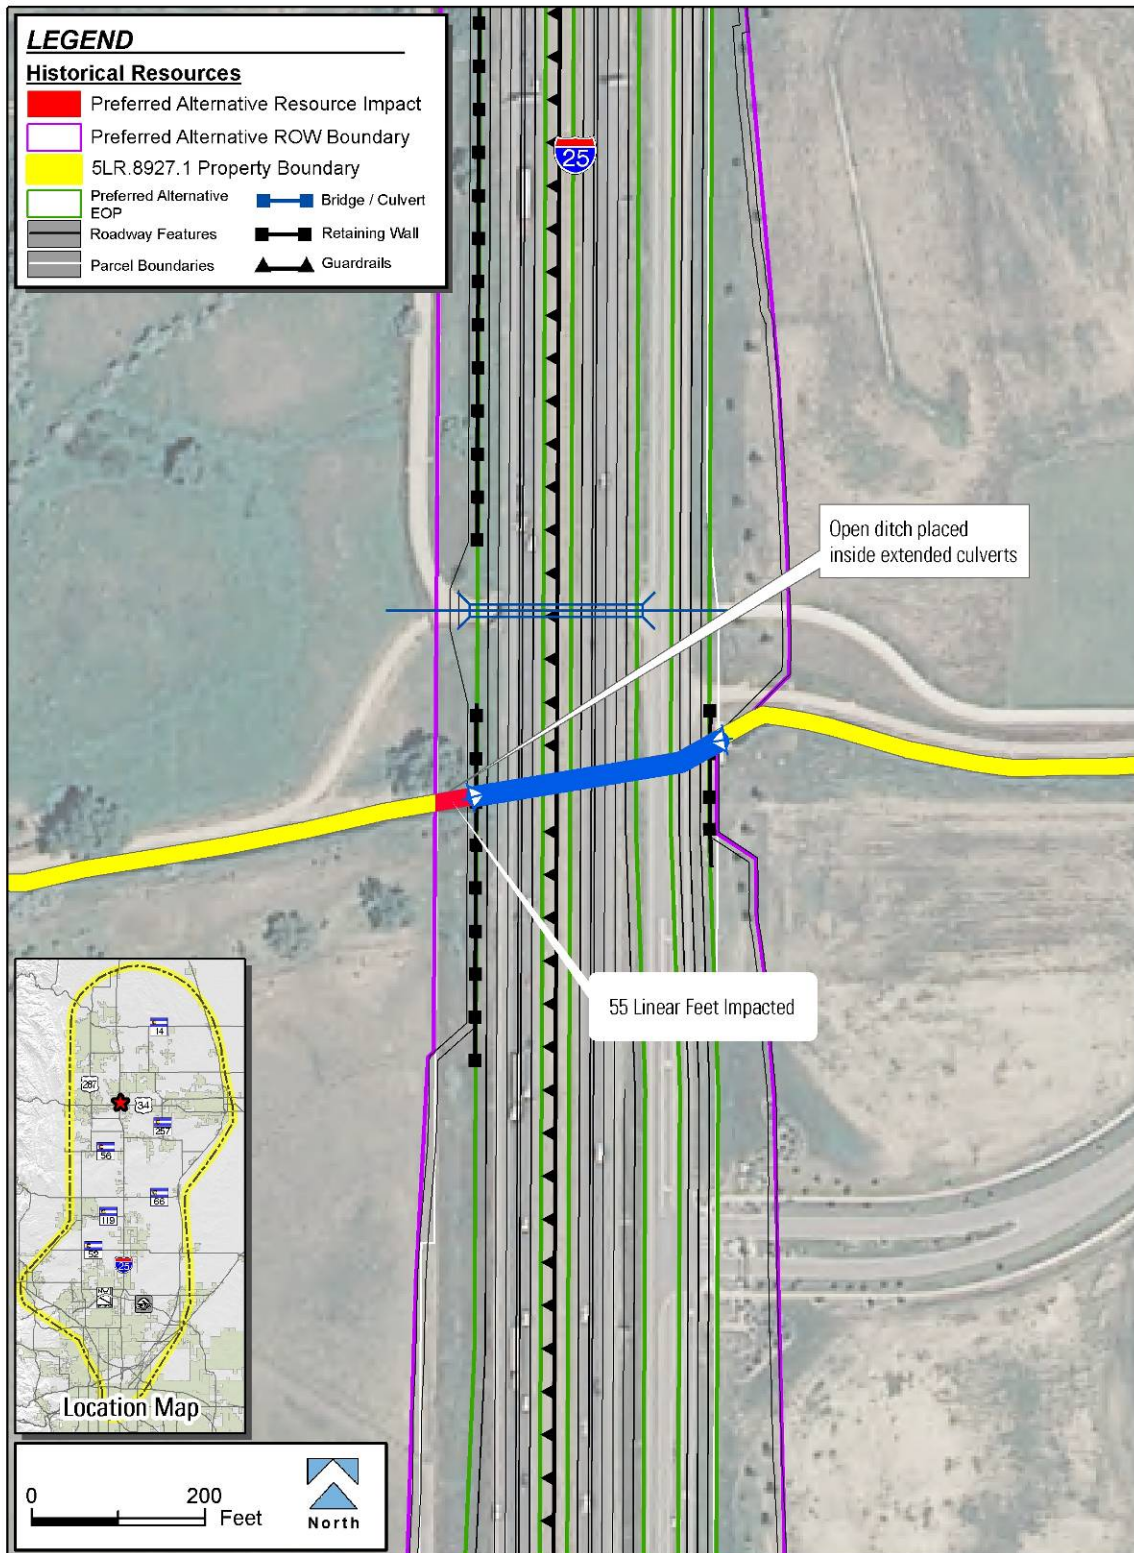 LEGEND
Historical Resources
Preferred Alternative Resource Impact
Preferred Alternative ROW Boundary
5LR.8927.1 Property Boundary
Preferred Alternative
EOP
Bridge / Culvert
Roadway Features
Retaining Wall
Parcel Boundaries
Guardrails
25
Open ditch placed
inside extended culverts
55 Linear Feet Impacted
14
287
34
257
56
66
119
52
25
Location Map
0 200
Feet
North